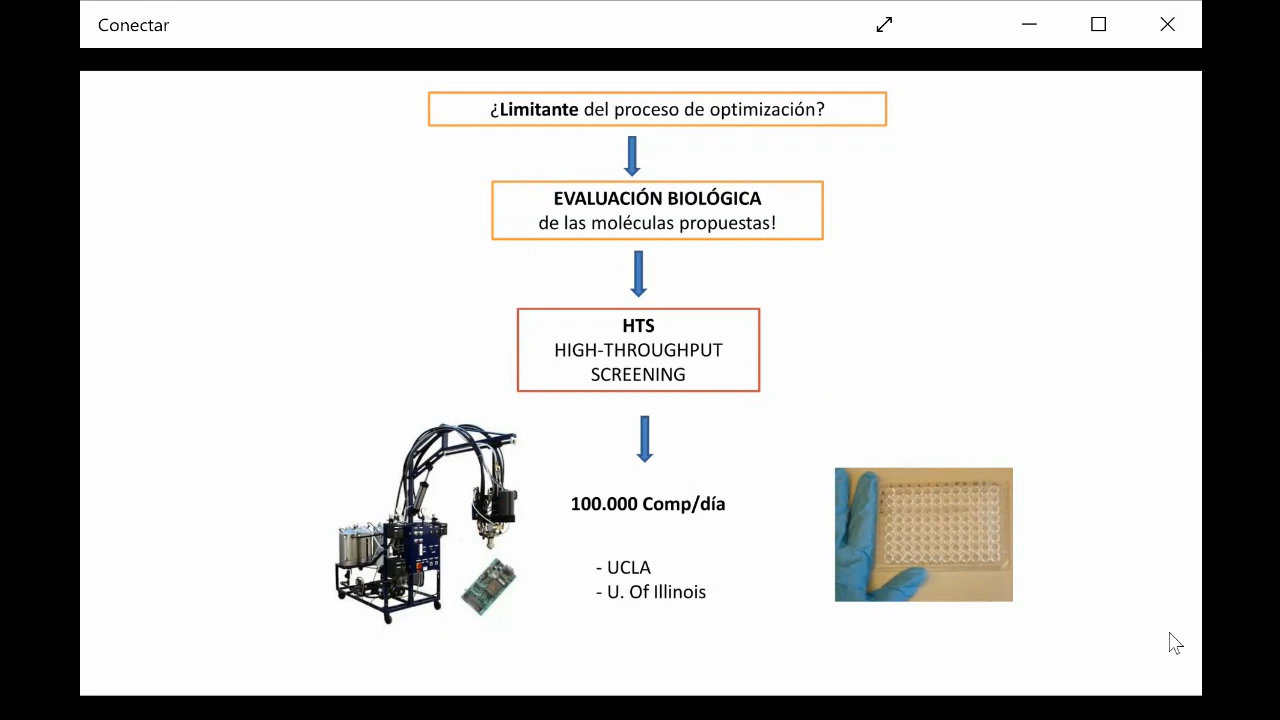 Conectar
¿Limitante del proceso de optimización?
EVALUACIÓN BIOLÓGICA
de las moléculas propuestas!
HTS
HIGH-THROUGHPUT
SCREENING
100.000 Comp/día
- UCLA
- U. Of Illinois